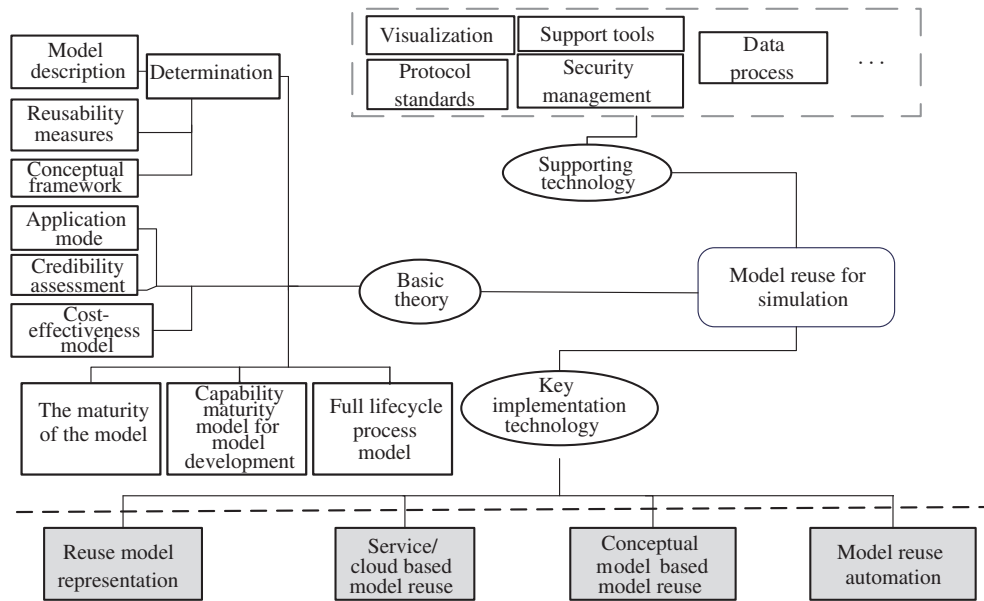 Model
description
Determination
Reusability
measures
Conceptual
framework
Application
mode
Credibility
assessment
Cost-
effectiveness
model
Visualization
Support tools
Protocol
standards
Security
management
Data
process
...
Supporting
technology
Basic
theory
Model reuse for
simulation
Key
implementation
technology
The maturity
of the model
Capability
maturity
model for
model
development
Full lifecycle
process
model
Reuse model
representation
Service/
cloud based
model reuse
Conceptual
model based
model reuse
Model reuse
automation